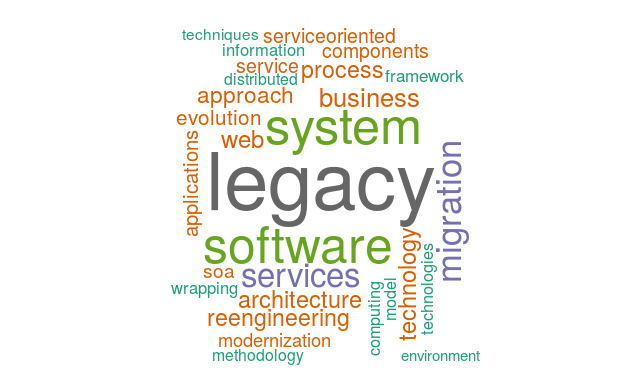 techniques
serviceoriented
information
components
service
process
distributed
framework
approach
business
evolution
web
system
applications
legacy
migration
software
soa
services
technology
technologies
wrapping
architecture
computing
model
reengineering
modernization
methodology
environment